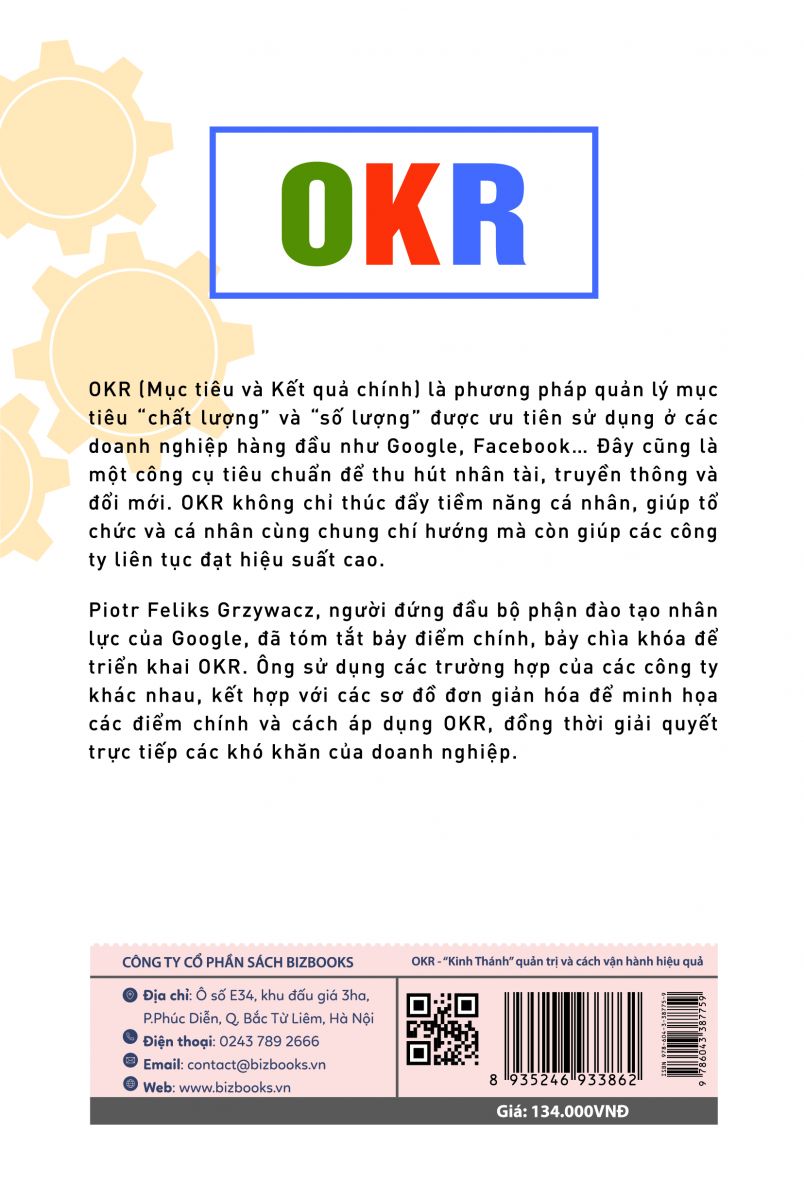 OKR
OKR (Mục tiêu và Kết quả chính) là phương pháp quản lý mục
tiêu “chất lượng” và “số lượng” được ưu tiên sử dụng ở các
doanh nghiệp hàng đầu như Google, Facebook... Đây cũng là
một công cụ tiêu chuẩn để thu hút nhân tài, truyền thông và
đổi mới. OKR không chỉ thúc đẩy tiềm năng cá nhân, giúp tổ
chức và cá nhân cùng chung chí hướng mà còn giúp các công
ty liên tục đạt hiệu suất cao.
Piotr Feliks Grzywacz, người đứng đầu bộ phận đào tạo nhân
lực của Google, đã tóm tắt bảy điểm chính, bảy chìa khóa để
triển khai OKR. Ông sử dụng các trường hợp của các công ty
khác nhau, kết hợp với các sơ đồ đơn giản hóa để minh họa
các điểm chính và cách áp dụng OKR, đồng thời giải quyết
trực tiếp các khó khăn của doanh nghiệp.
CÔNG TY CỔ PHẦN SÁCH BIZBOOKS
Địa chỉ: Ô số E34, khu đấu giá 3ha,
P.Phúc Diễn, Q, Bắc Từ Liêm, Hà Nội
Điện thoại: 0243 789 2666
Email: contact@bizbooks.vn
Web: www.bizbooks.vn
OKR - “Kinh Thánh” quản trị và cách vận hành hiệu quả
8 935246 933862
ISBN 978-604-3-38775-9
9 786043 387759
Giá: 134.000VNĐ